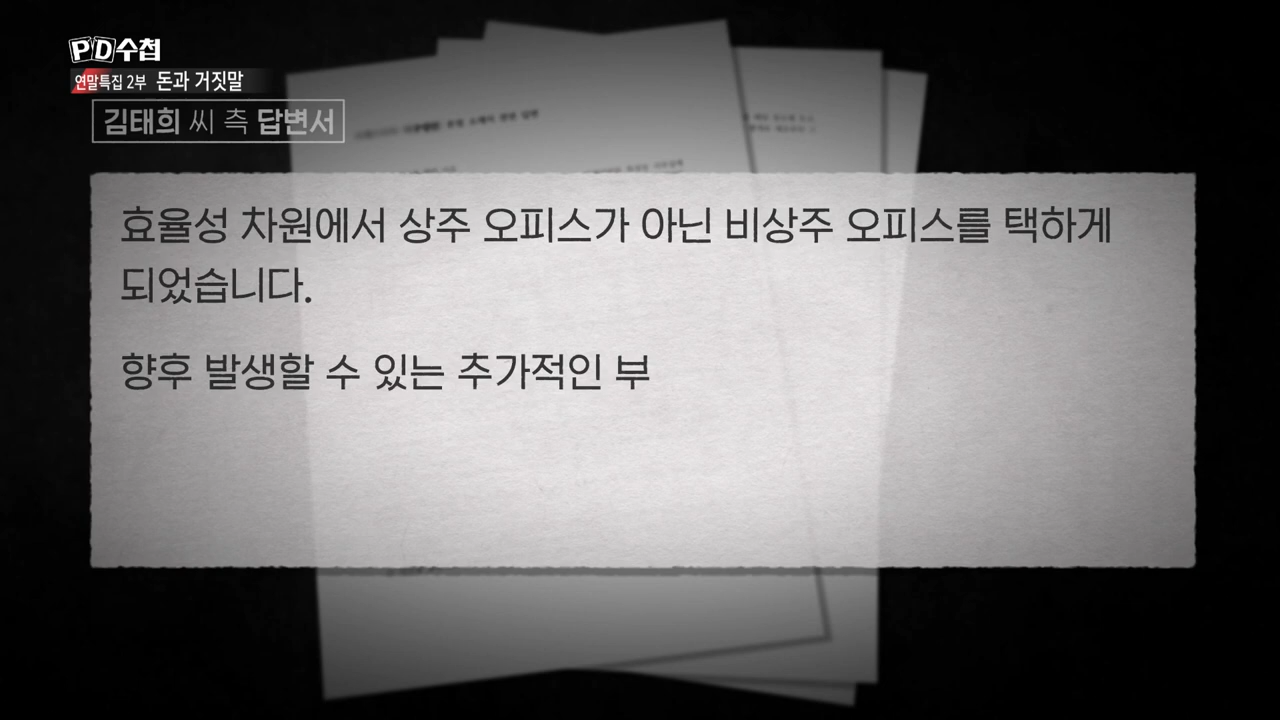 PD수첩
연말특집 2부 돈과 거짓말
김태희 씨 측 답변서
효율성 차원에서 상주 오피스가 아닌 비상주 오피스를 택하게
되었습니다.
향후 발생할 수 있는 추가적인 부